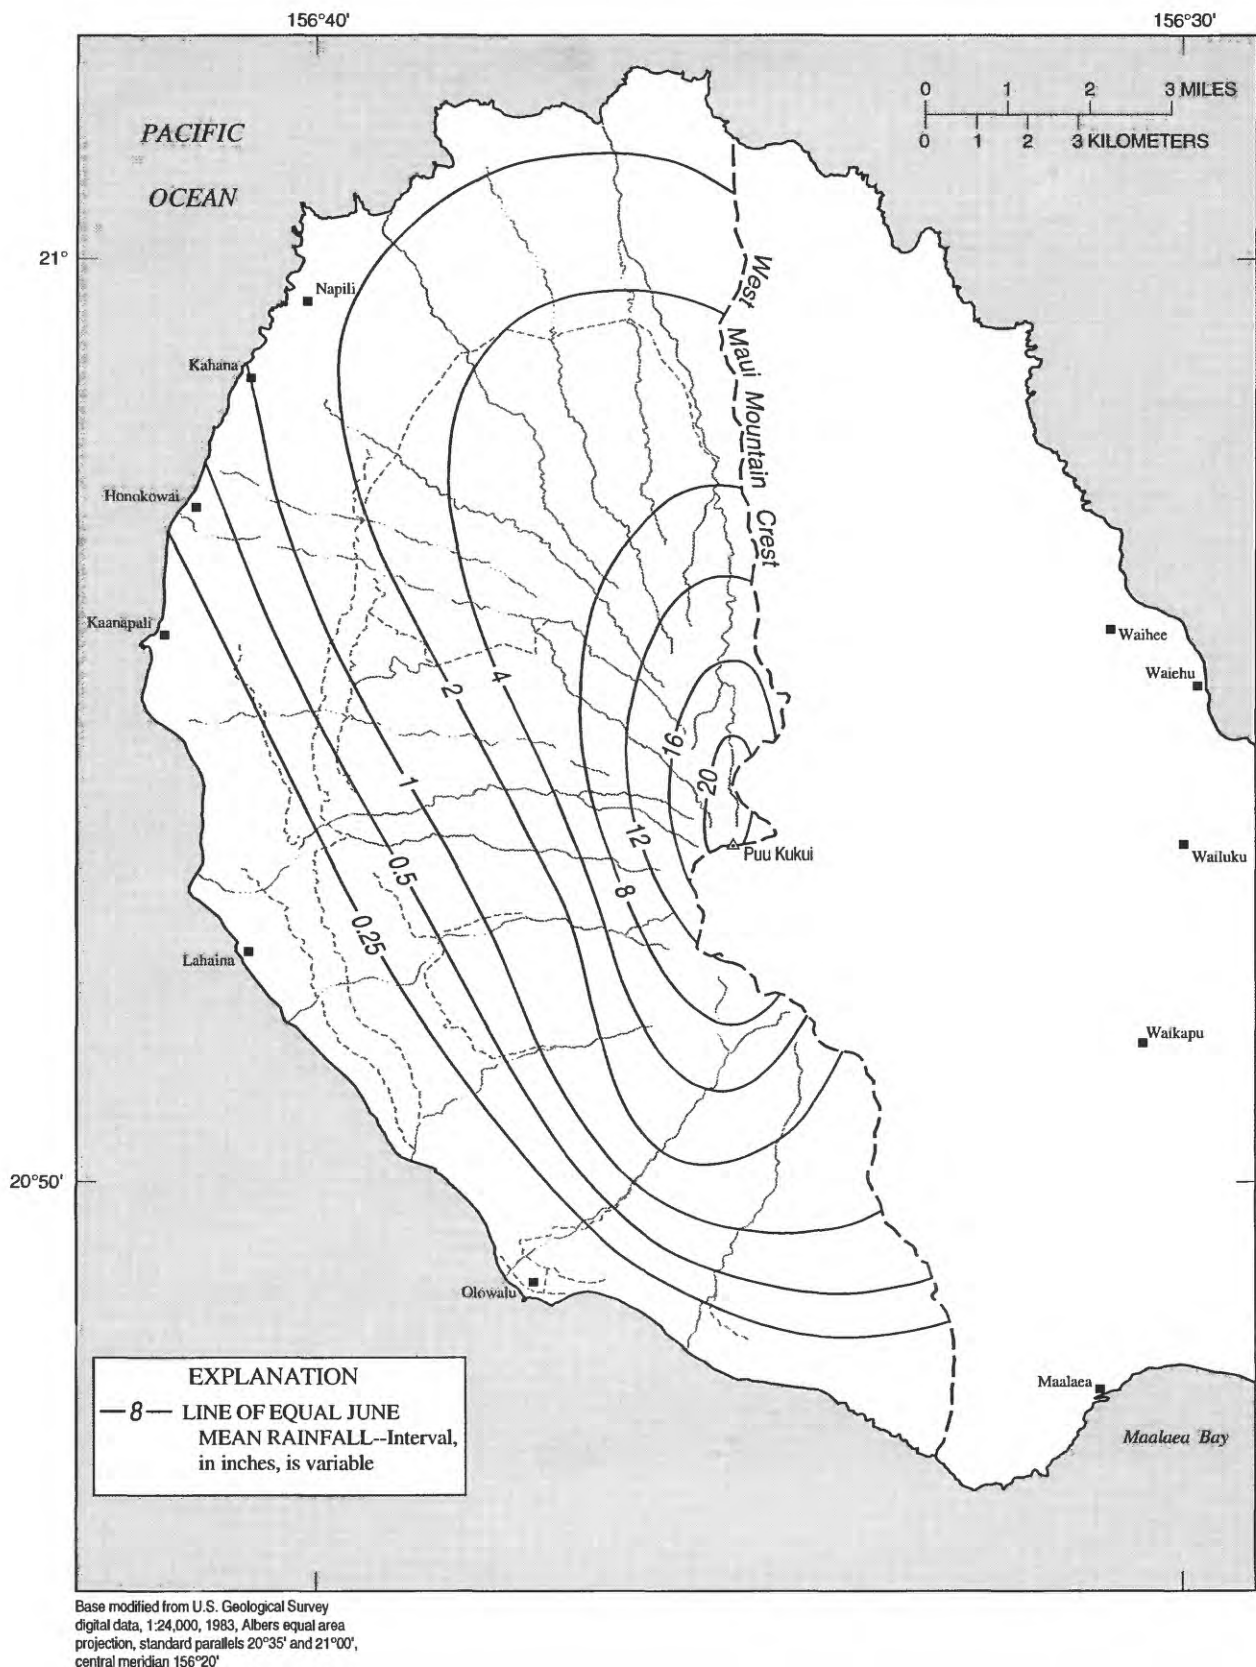 156°40'
156°30'
0 1 2 3 MILES
0 1 2 3 KILOMETERS
PACIFIC
OCEAN
21°
Napili
West Maui Mountain Crest
Kahana
Honokowai
Kaanapali
Waihee
Waiehu
4
2
16
20
1
12
Puu Kukui
Wailuku
0.5
8
0.25
Lahaina
Waikapu
20°50'
Olowalu
EXPLANATION
8 LINE OF EQUAL JUNE
MEAN RAINFALL--Interval,
in inches, is variable
Maalaea
Maalaea Bay
Base modified from U.S. Geological Survey
digital data, 1:24,000, 1983, Albers equal area
projection, standard parallels 20°35' and 21°00',
central meridian 156°20'